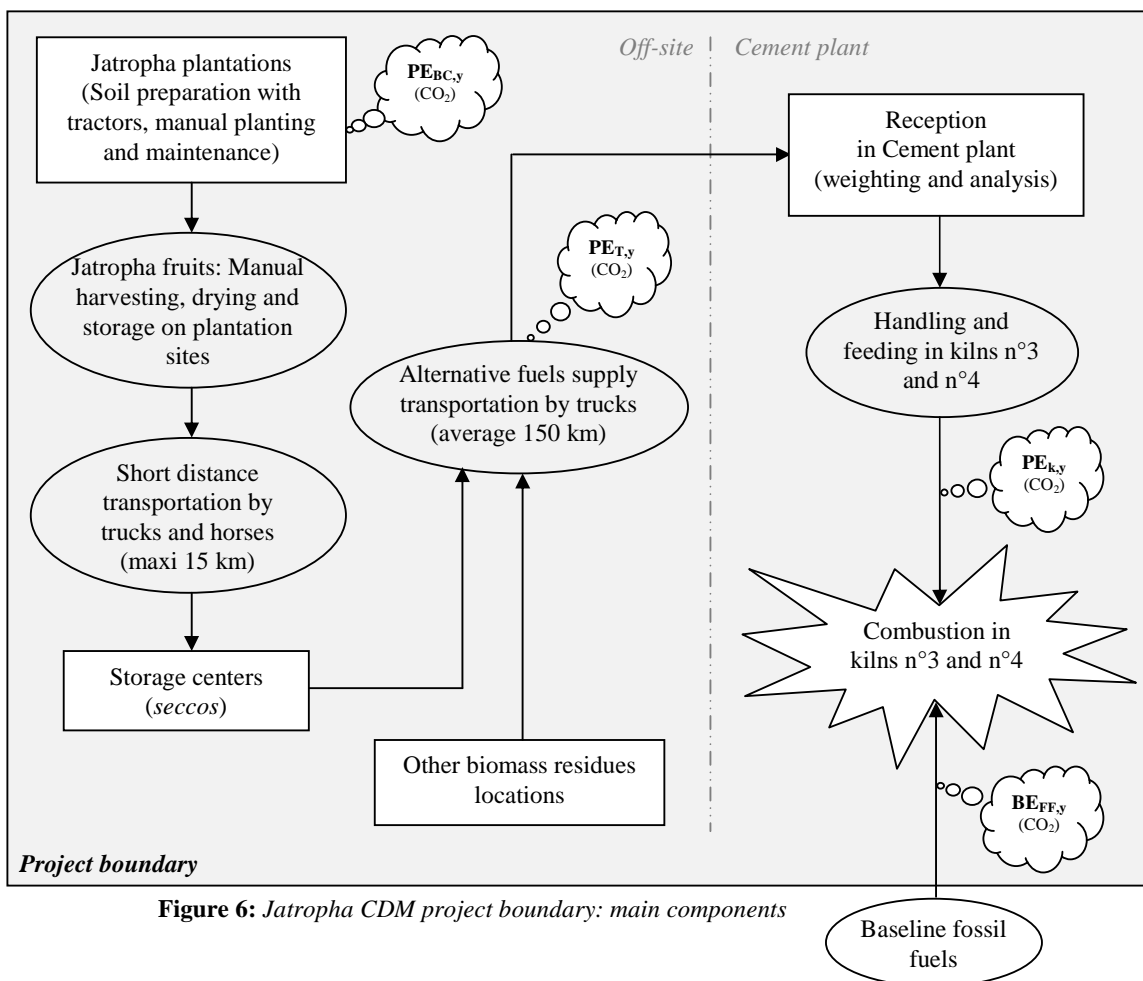 Off-site
Cement plant
Jatropha plantations
(Soil preparation with
tractors, manual planting
and maintenance)
PE_BC,y
(CO₂)
Jatropha fruits: Manual
harvesting, drying and
storage on plantation
sites
Short distance
transportation by
trucks and horses
(maxi 15 km)
Storage centers
(seccos)
PE_T,y
(CO₂)
Alternative fuels supply
transportation by trucks
(average 150 km)
Other biomass residues
locations
Reception
in Cement plant
(weighting and analysis)
Handling and
feeding in kilns n°3
and n°4
PE_k,y
(CO₂)
Combustion in
kilns n°3 and n°4
BE_FF,y
(CO₂)
Project boundary
Figure 6: Jatropha CDM project boundary: main components
Baseline fossil
fuels